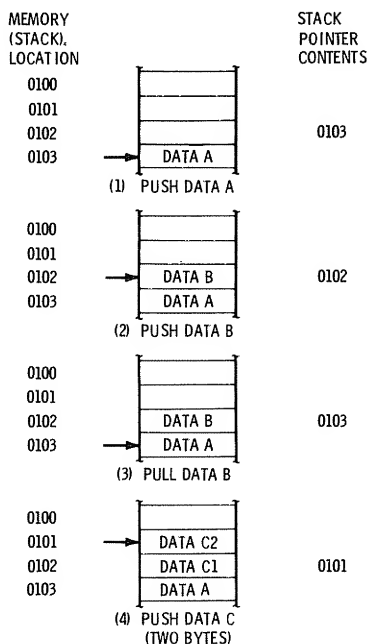 MEMORY
(STACK).
LOCATION
STACK
POINTER
CONTENTS
0100
0101
0102
0103
0103
DATA A
(1) PUSH DATA A
0100
0101
0102
DATA B
0102
0103
DATA A
(2) PUSH DATA B
0100
0101
0102
DATA B
0103
0103
DATA A
(3) PULL DATA B
0100
0101
DATA C2
0102
DATA C1
0101
0103
DATA A
(4) PUSH DATA C
(TWO BYTES)